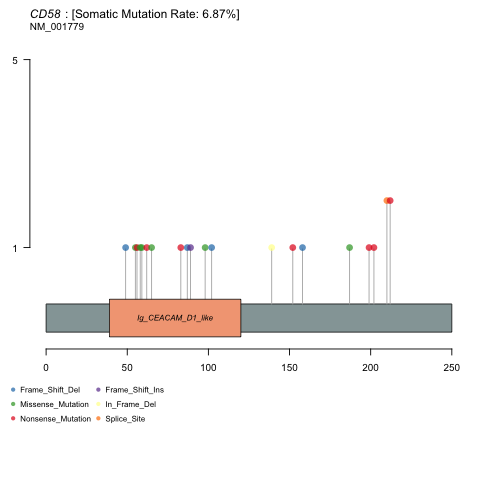 CD58 : [Somatic Mutation Rate: 6.87%]
NM_001779
5
1
Ig_CEACAM_D1_like
0 50 100 150 200 250
Frame_Shift_Del Frame_Shift_Ins
Missense_Mutation In_Frame_Del
Nonsense_Mutation Splice_Site